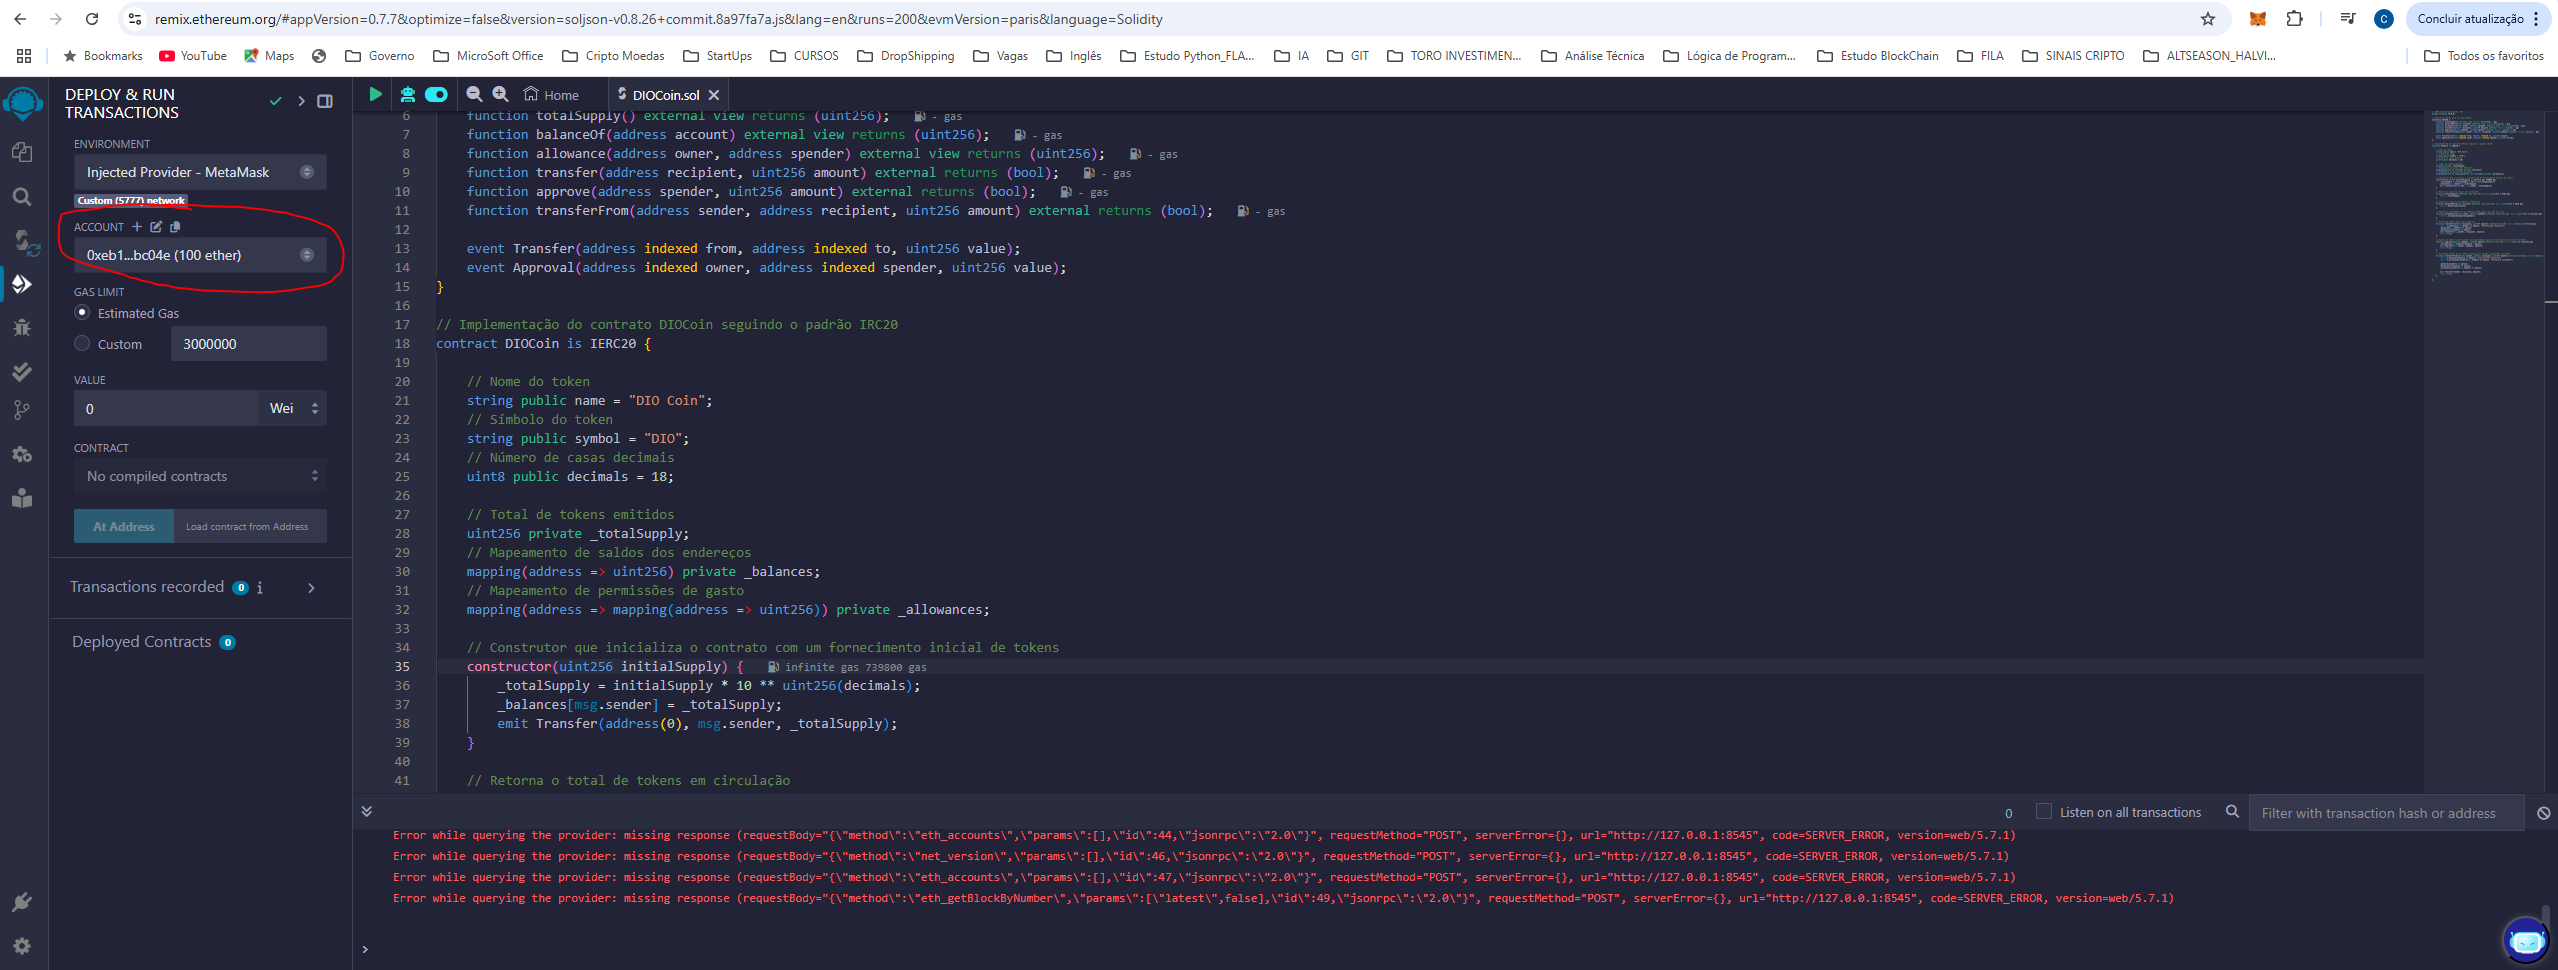 remix.ethereum.org/#appVersion=0.7.7&optimize=false&version=soljson-v0.8.26+commit.8a97fa7a.js&lang=en&runs=200&evmVersion=paris&language=Solidity
C
Concluir atualização
Bookmarks
YouTube
Maps
Governo
MicroSoft Office
Cripto Moedas
StartUps
CURSOS
DropShipping
Vagas
Inglês
Estudo Python_FLA...
IA
GIT
TORO INVESTIMEN...
Análise Técnica
Lógica de Program...
Estudo BlockChain
FILA
SINAIS CRIPTO
ALTSEASON_HALVI...
Todos os favoritos
DEPLOY & RUN
TRANSACTIONS
ENVIRONMENT
Injected Provider - MetaMask
Custom (5777) network
ACCOUNT
0xeb1...bc04e (100 ether)
GAS LIMIT
Estimated Gas
Custom
3000000
VALUE
0
Wei
CONTRACT
No compiled contracts
At Address
Load contract from Address
Transactions recorded 0 i
Deployed Contracts 0
Home
DIOCoin.sol
6 function totalSupply() external view returns (uint256); - gas
7 function balanceOf(address account) external view returns (uint256); - gas
8 function allowance(address owner, address spender) external view returns (uint256); - gas
9 function transfer(address recipient, uint256 amount) external returns (bool); - gas
10 function approve(address spender, uint256 amount) external returns (bool); - gas
11 function transferFrom(address sender, address recipient, uint256 amount) external returns (bool); - gas
12
13 event Transfer(address indexed from, address indexed to, uint256 value);
14 event Approval(address indexed owner, address indexed spender, uint256 value);
15 }
16
17 // Implementação do contrato DIOCoin seguindo o padrão IRC20
18 contract DIOCoin is IERC20 {
19
20 // Nome do token
21 string public name = "DIO Coin";
22 // Símbolo do token
23 string public symbol = "DIO";
24 // Número de casas decimais
25 uint8 public decimals = 18;
26
27 // Total de tokens emitidos
28 uint256 private _totalSupply;
29 // Mapeamento de saldos dos endereços
30 mapping(address => uint256) private _balances;
31 // Mapeamento de permissões de gasto
32 mapping(address => mapping(address => uint256)) private _allowances;
33
34 // Construtor que inicializa o contrato com um fornecimento inicial de tokens
35 constructor(uint256 initialSupply) { infinite gas 739800 gas
36 _totalSupply = initialSupply * 10 ** uint256(decimals);
37 _balances[msg.sender] = _totalSupply;
38 emit Transfer(address(0), msg.sender, _totalSupply);
39 }
40
41 // Retorna o total de tokens em circulação
0
Listen on all transactions
Filter with transaction hash or address
Error while querying the provider: missing response (requestBody="{\"method\":\"eth_accounts\",\"params\":[],\"id\":44,\"jsonrpc\":\"2.0\"}", requestMethod="POST", serverError={}, url="http://127.0.0.1:8545", code=SERVER_ERROR, version=web/5.7.1)
Error while querying the provider: missing response (requestBody="{\"method\":\"net_version\",\"params\":[],\"id\":46,\"jsonrpc\":\"2.0\"}", requestMethod="POST", serverError={}, url="http://127.0.0.1:8545", code=SERVER_ERROR, version=web/5.7.1)
Error while querying the provider: missing response (requestBody="{\"method\":\"eth_accounts\",\"params\":[],\"id\":47,\"jsonrpc\":\"2.0\"}", requestMethod="POST", serverError={}, url="http://127.0.0.1:8545", code=SERVER_ERROR, version=web/5.7.1)
Error while querying the provider: missing response (requestBody="{\"method\":\"eth_getBlockByNumber\",\"params\":[\"latest\",false],\"id\":49,\"jsonrpc\":\"2.0\"}", requestMethod="POST", serverError={}, url="http://127.0.0.1:8545", code=SERVER_ERROR, version=web/5.7.1)
>